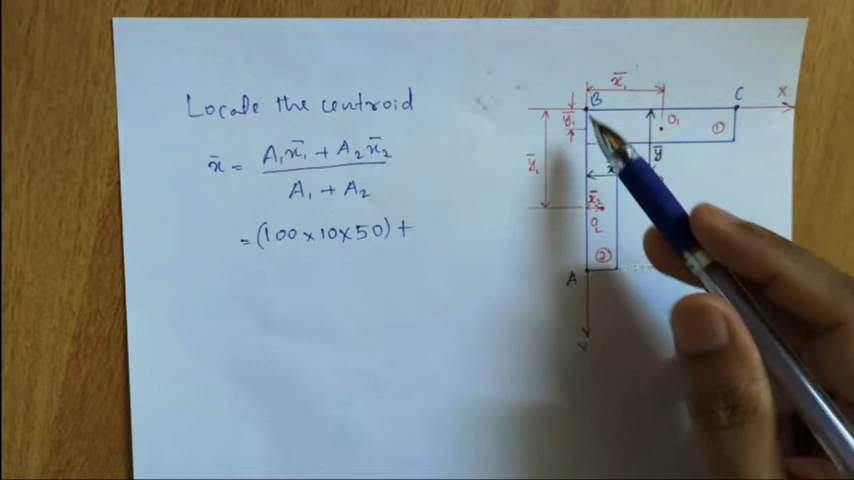 Locate the centroid
x̄ = A₁x̄₁ + A₂x̄₂
A₁ + A₂
= (100 × 10 × 50) +
x̄₁
B
C
X
ȳ₁
O₁
①
ȳ₂
ȳ
x̄₂
②
A
Y